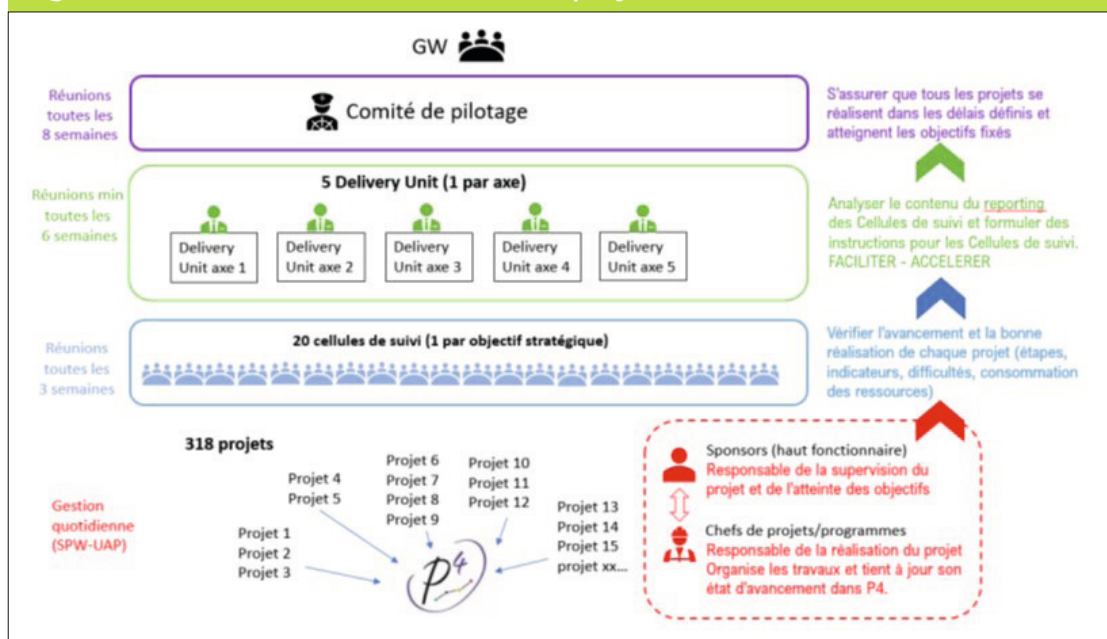 GW
Réunions
toutes les
8 semaines
Comité de pilotage
S'assurer que tous les projets se
réalisent dans les délais définis et
atteignent les objectifs fixés
Réunions min
toutes les
6 semaines
5 Delivery Unit (1 par axe)
Delivery
Unit axe 1
Delivery
Unit axe 2
Delivery
Unit axe 3
Delivery
Unit axe 4
Delivery
Unit axe 5
Analyser le contenu du reporting
des Cellules de suivi et formuler des
instructions pour les Cellules de suivi.
FACILITER - ACCELERER
Réunions
toutes les
3 semaines
20 cellules de suivi (1 par objectif stratégique)
Vérifier l'avancement et la bonne
réalisation de chaque projet (étapes,
indicateurs, difficultés, consommation
des ressources)
318 projets
Gestion
quotidienne
(SPW-UAP)
Projet 1
Projet 2
Projet 3
Projet 4
Projet 5
Projet 6
Projet 7
Projet 8
Projet 9
Projet 10
Projet 11
Projet 12
Projet 13
Projet 14
Projet 15
projet xx...
P4
Sponsors (haut fonctionnaire)
Responsable de la supervision du
projet et de l'atteinte des objectifs
Chefs de projets/programmes
Responsable de la réalisation du projet
Organise les travaux et tient à jour son
état d'avancement dans P4.